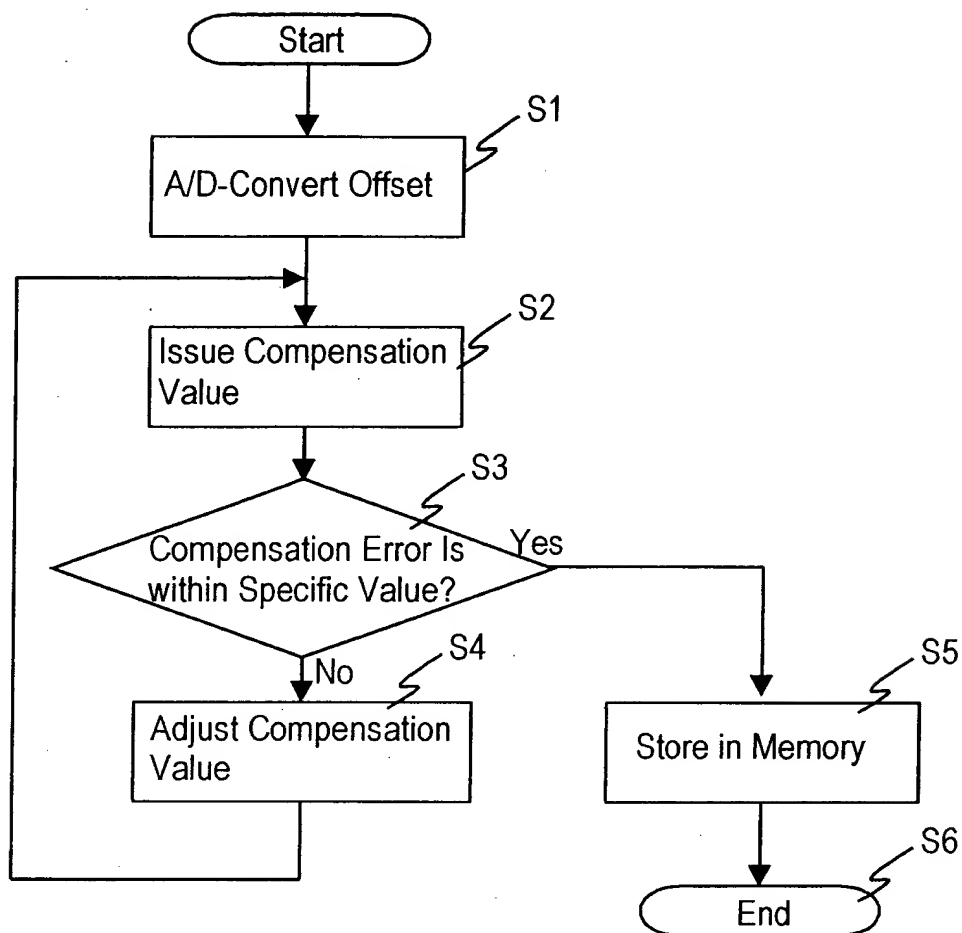 Start
S1
A/D-Convert Offset
S2
Issue Compensation
Value
S3
Compensation Error Is
within Specific Value?
Yes
No
S4
Adjust Compensation
Value
S5
Store in Memory
S6
End